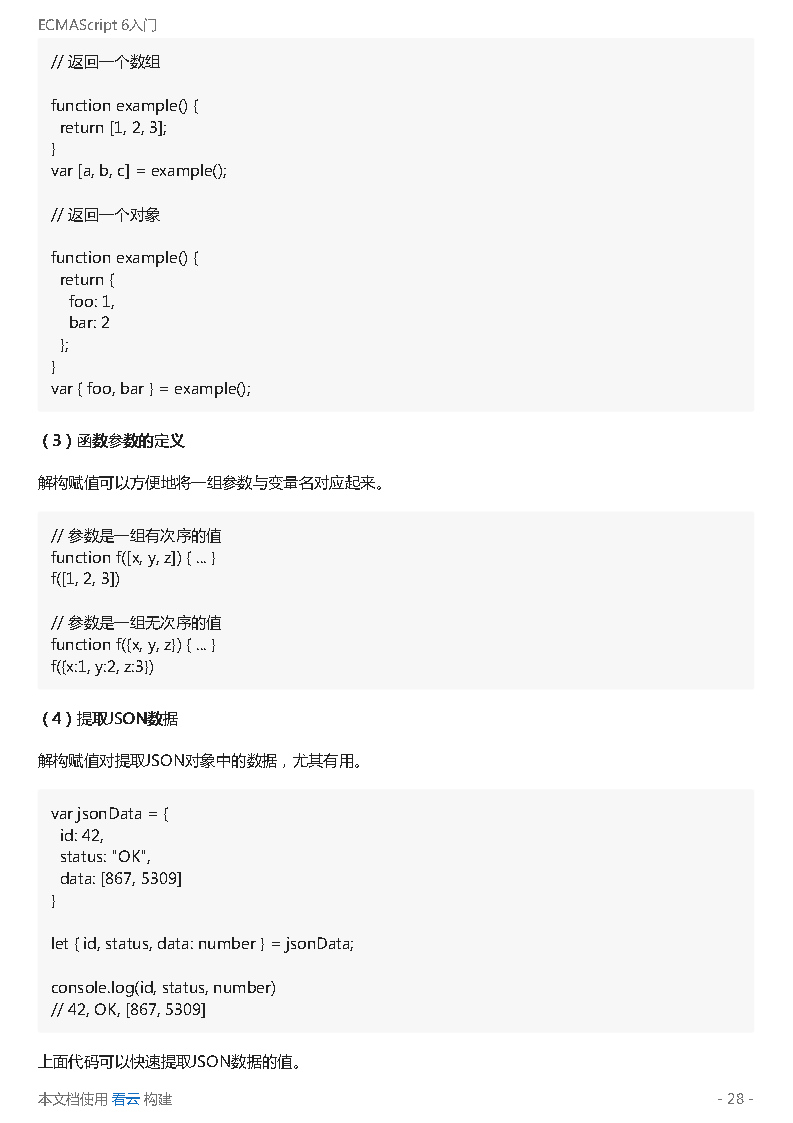 ECMAScript 6入门
// 返回一个数组
function example() {
  return [1, 2, 3];
}
var [a, b, c] = example();
// 返回一个对象
function example() {
  return {
    foo: 1,
    bar: 2
  };
}
var { foo, bar } = example();
（3）函数参数的定义
解构赋值可以方便地将一组参数与变量名对应起来。
// 参数是一组有次序的值
function f([x, y, z]) { ... }
f([1, 2, 3])
// 参数是一组无次序的值
function f({x, y, z}) { ... }
f({x:1, y:2, z:3})
（4）提取JSON数据
解构赋值对提取JSON对象中的数据，尤其有用。
var jsonData = {
  id: 42,
  status: "OK",
  data: [867, 5309]
}
let { id, status, data: number } = jsonData;
console.log(id, status, number)
// 42, OK, [867, 5309]
上面代码可以快速提取JSON数据的值。
本文档使用 看云 构建 - 28 -